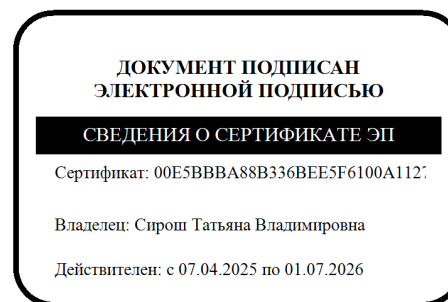 ДОКУМЕНТ ПОДПИСАН
ЭЛЕКТРОННОЙ ПОДПИСЬЮ
СВЕДЕНИЯ О СЕРТИФИКАТЕ ЭП
Сертификат: 00E5BBBA88B336BEE5F6100A1127
Владелец: Сирош Татьяна Владимировна
Действителен: с 07.04.2025 по 01.07.2026